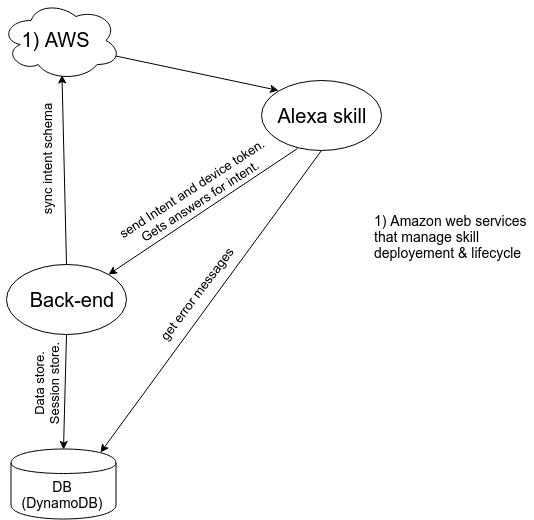 1) AWS
Alexa skill
sync intent schema
send Intent and device token.
Gets answers for intent.
1) Amazon web services
that manage skill
deployement & lifecycle
get error messages
Back-end
Data store.
Session store.
DB
(DynamoDB)